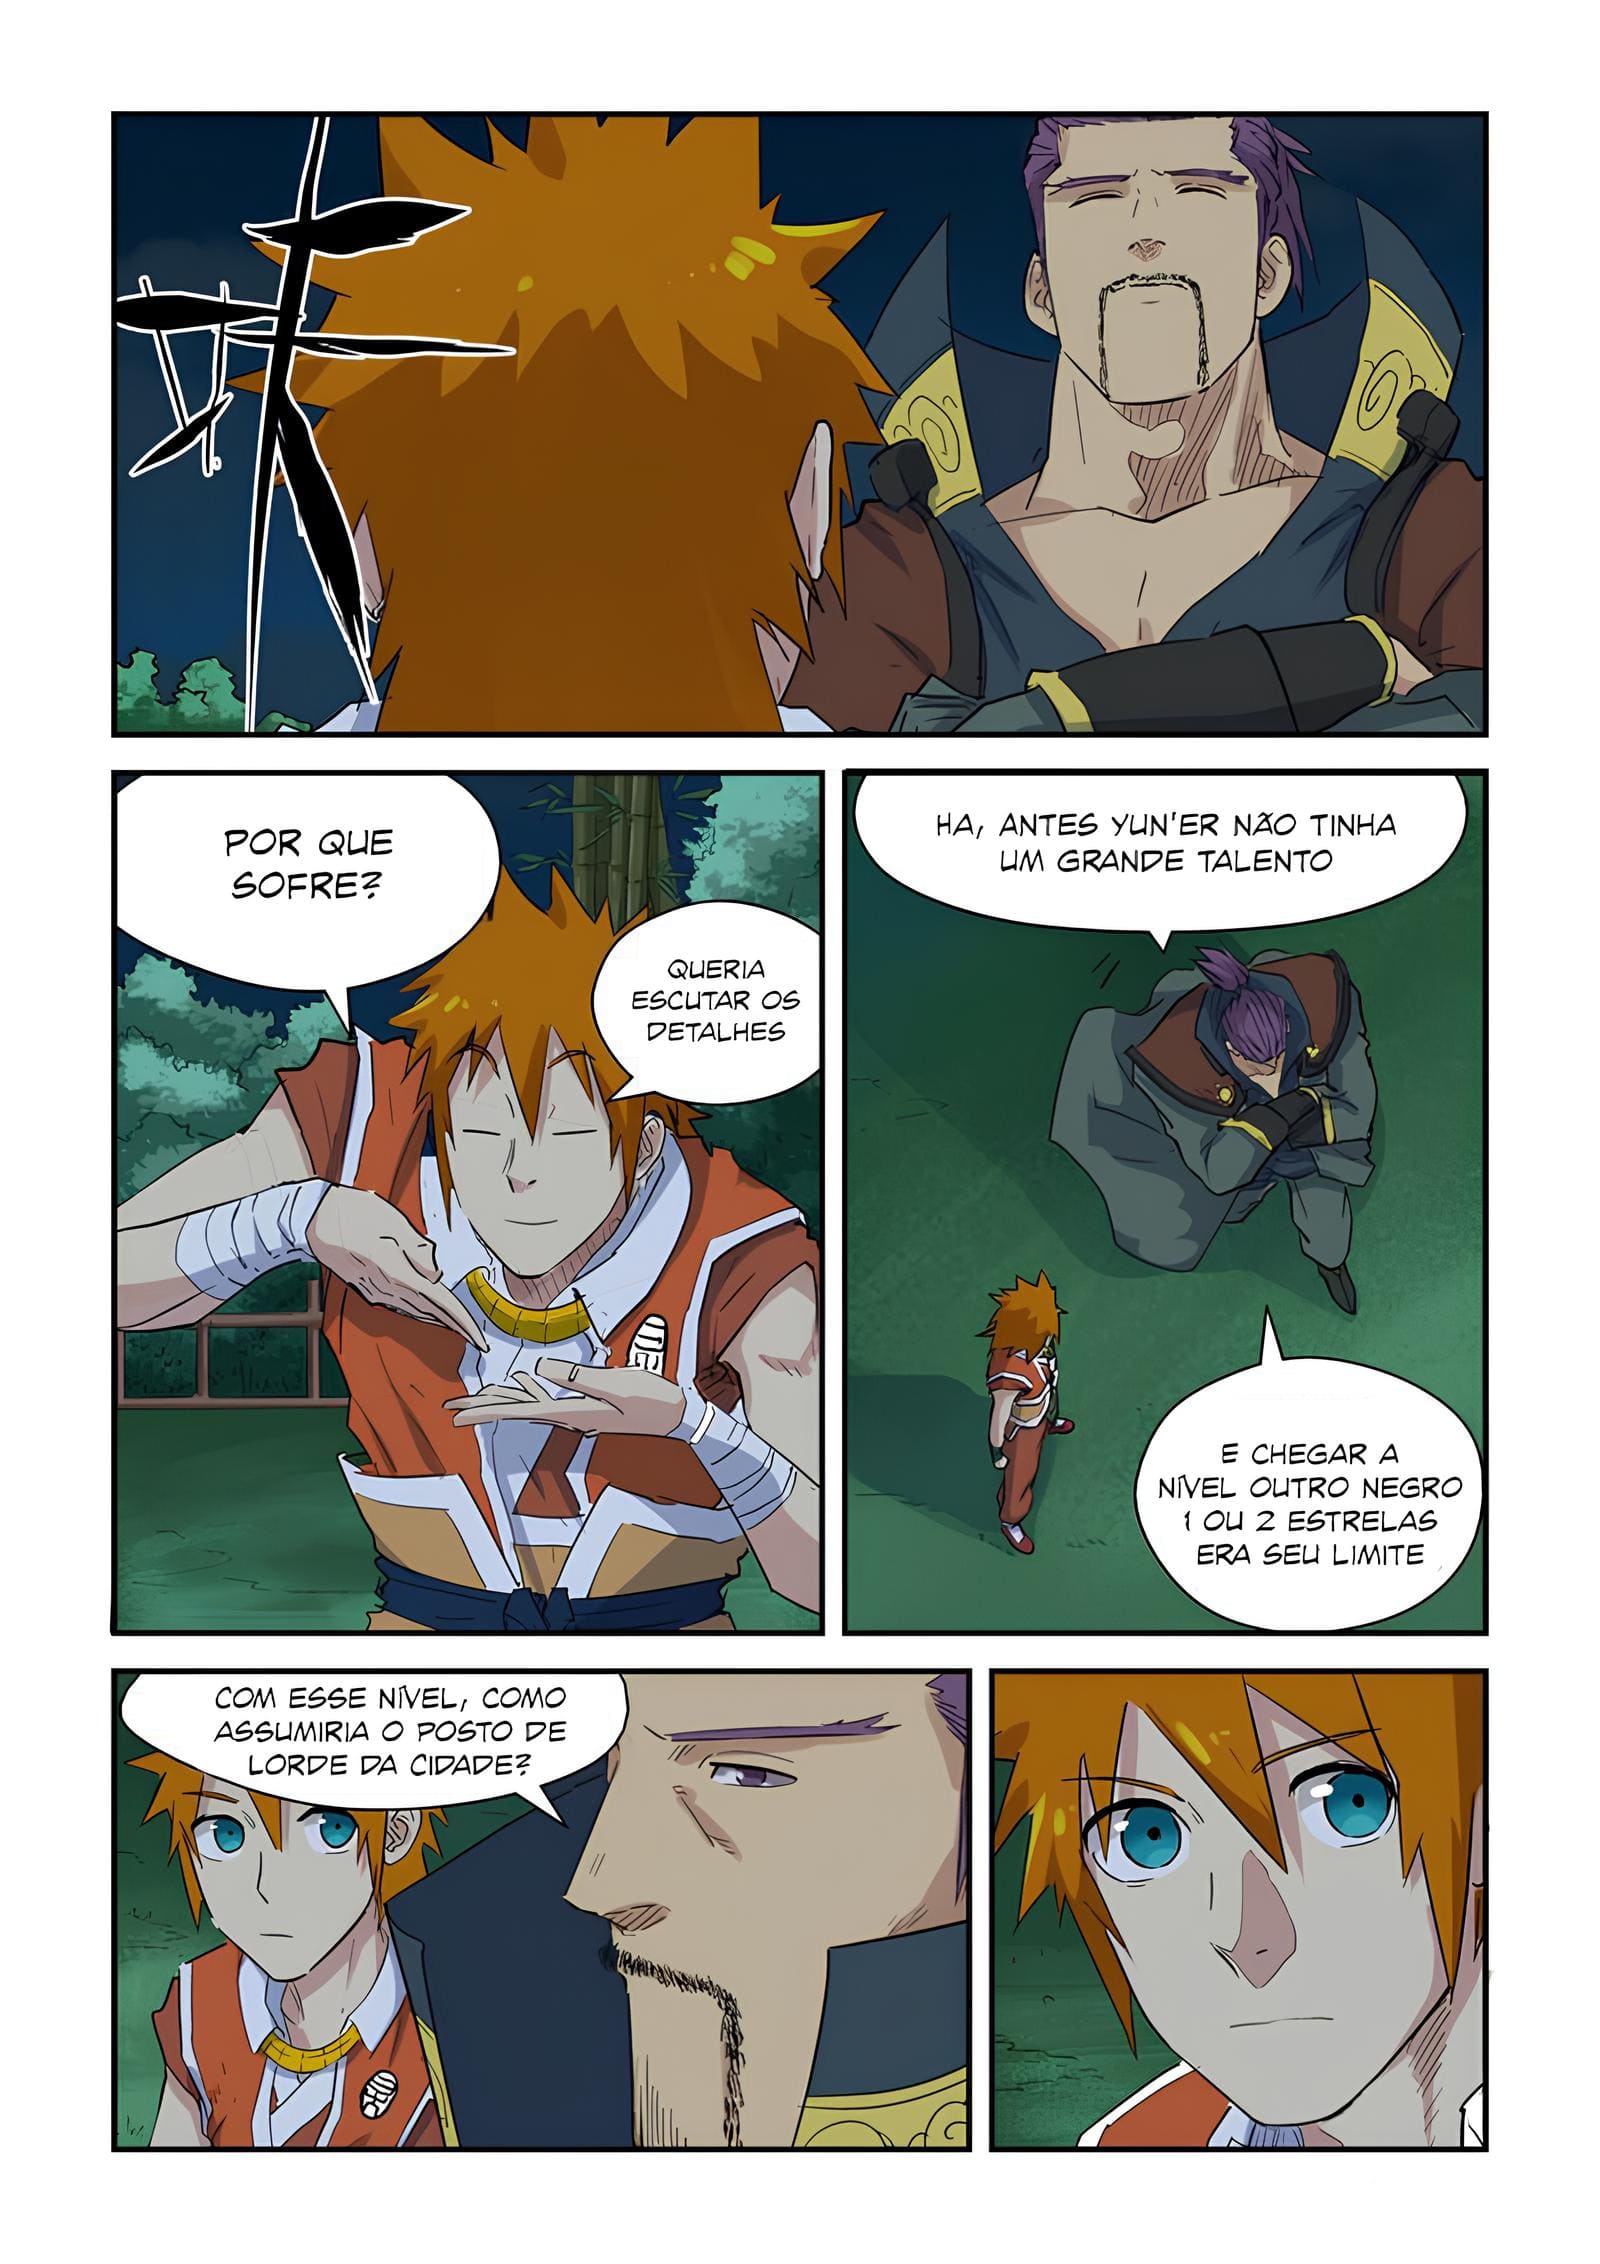 POR QUE
SOFRE?
QUERIA
ESCUTAR OS
DETALHES
HA, ANTES YUN'ER NÃO TINHA
UM GRANDE TALENTO
E CHEGAR A
NÍVEL OUTRO NEGRO
1 OU 2 ESTRELAS
ERA SEU LIMITE
COM ESSE NÍVEL, COMO
ASSUMIRIA O POSTO DE
LORDE DA CIDADE?